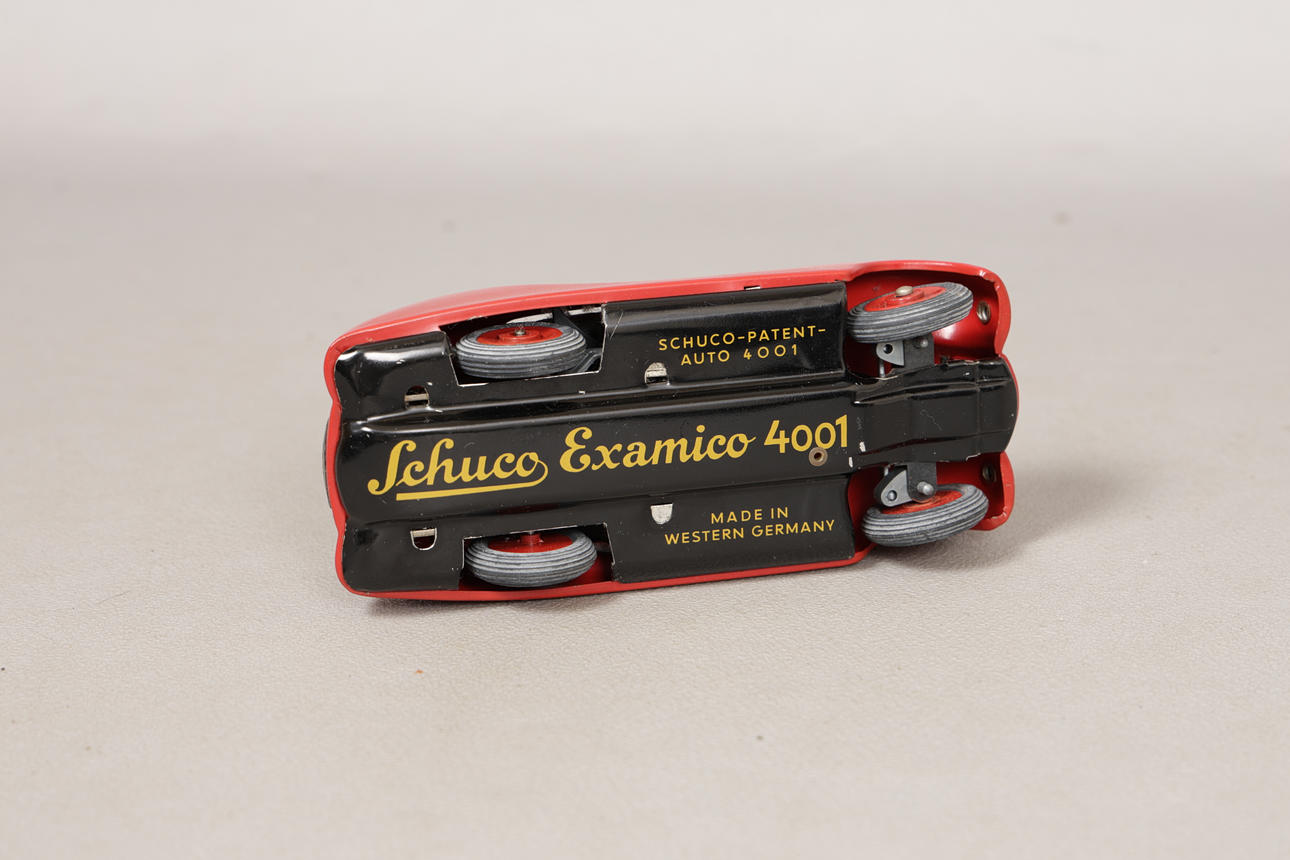 SCHUCO-PATENT-
AUTO 4001
Schuco Examico 4001
MADE IN
WESTERN GERMANY